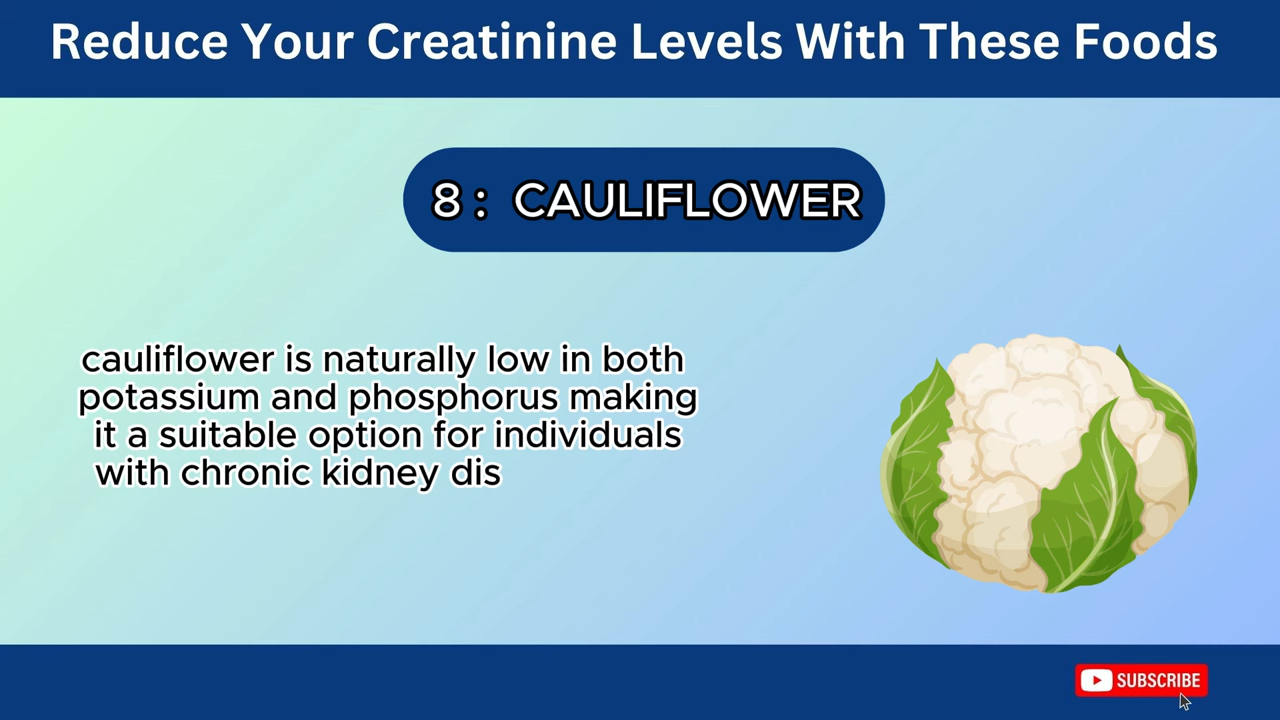 Reduce Your Creatinine Levels With These Foods
8 : CAULIFLOWER
cauliflower is naturally low in both
potassium and phosphorus making
it a suitable option for individuals
with chronic kidney dis
SUBSCRIBE